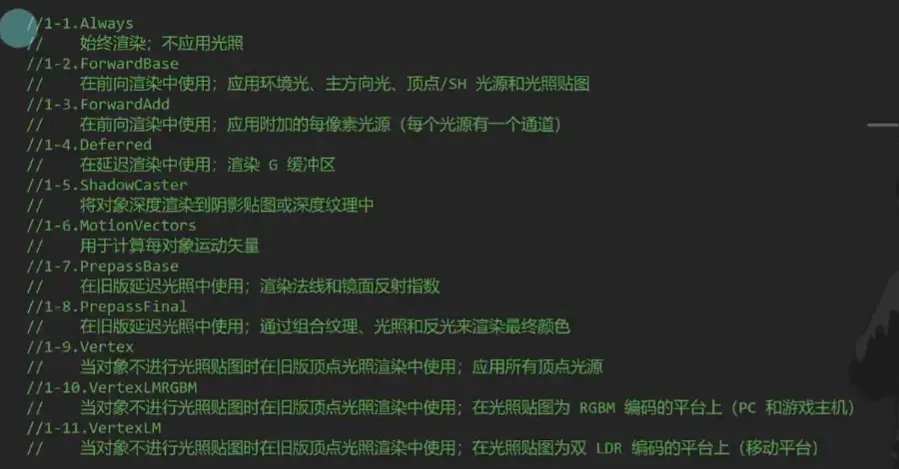 //1-1.Always
//    始终渲染；不应用光照
//1-2.ForwardBase
//    在前向渲染中使用；应用环境光、主方向光、顶点/SH 光源和光照贴图
//1-3.ForwardAdd
//    在前向渲染中使用；应用附加的每像素光源（每个光源有一个通道）
//1-4.Deferred
//    在延迟渲染中使用；渲染 G 缓冲区
//1-5.ShadowCaster
//    将对象深度渲染到阴影贴图或深度纹理中
//1-6.MotionVectors
//    用于计算每对象运动矢量
//1-7.PrepassBase
//    在旧版延迟光照中使用；渲染法线和镜面反射指数
//1-8.PrepassFinal
//    在旧版延迟光照中使用；通过组合纹理、光照和反光来渲染最终颜色
//1-9.Vertex
//    当对象不进行光照贴图时在旧版顶点光照渲染中使用；应用所有顶点光源
//1-10.VertexLMRGBM
//    当对象不进行光照贴图时在旧版顶点光照渲染中使用；在光照贴图为 RGBM 编码的平台上（PC 和游戏主机）
//1-11.VertexLM
//    当对象不进行光照贴图时在旧版顶点光照渲染中使用；在光照贴图为双 LDR 编码的平台上（移动平台）